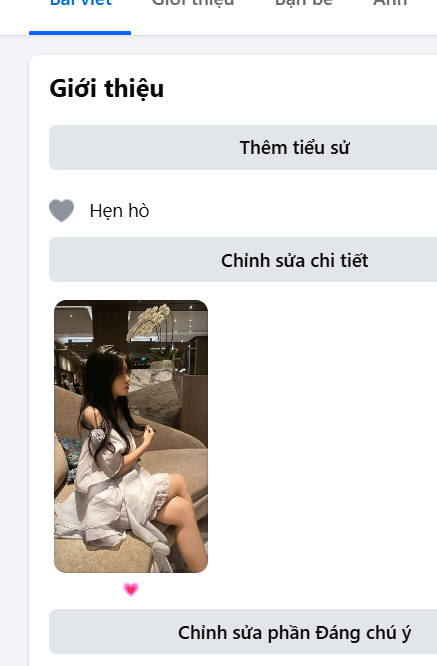 Bài viết Giới thiệu Bạn bè Ảnh
Giới thiệu
Thêm tiểu sử
Hẹn hò
Chỉnh sửa chi tiết
Chỉnh sửa phần Đáng chú ý